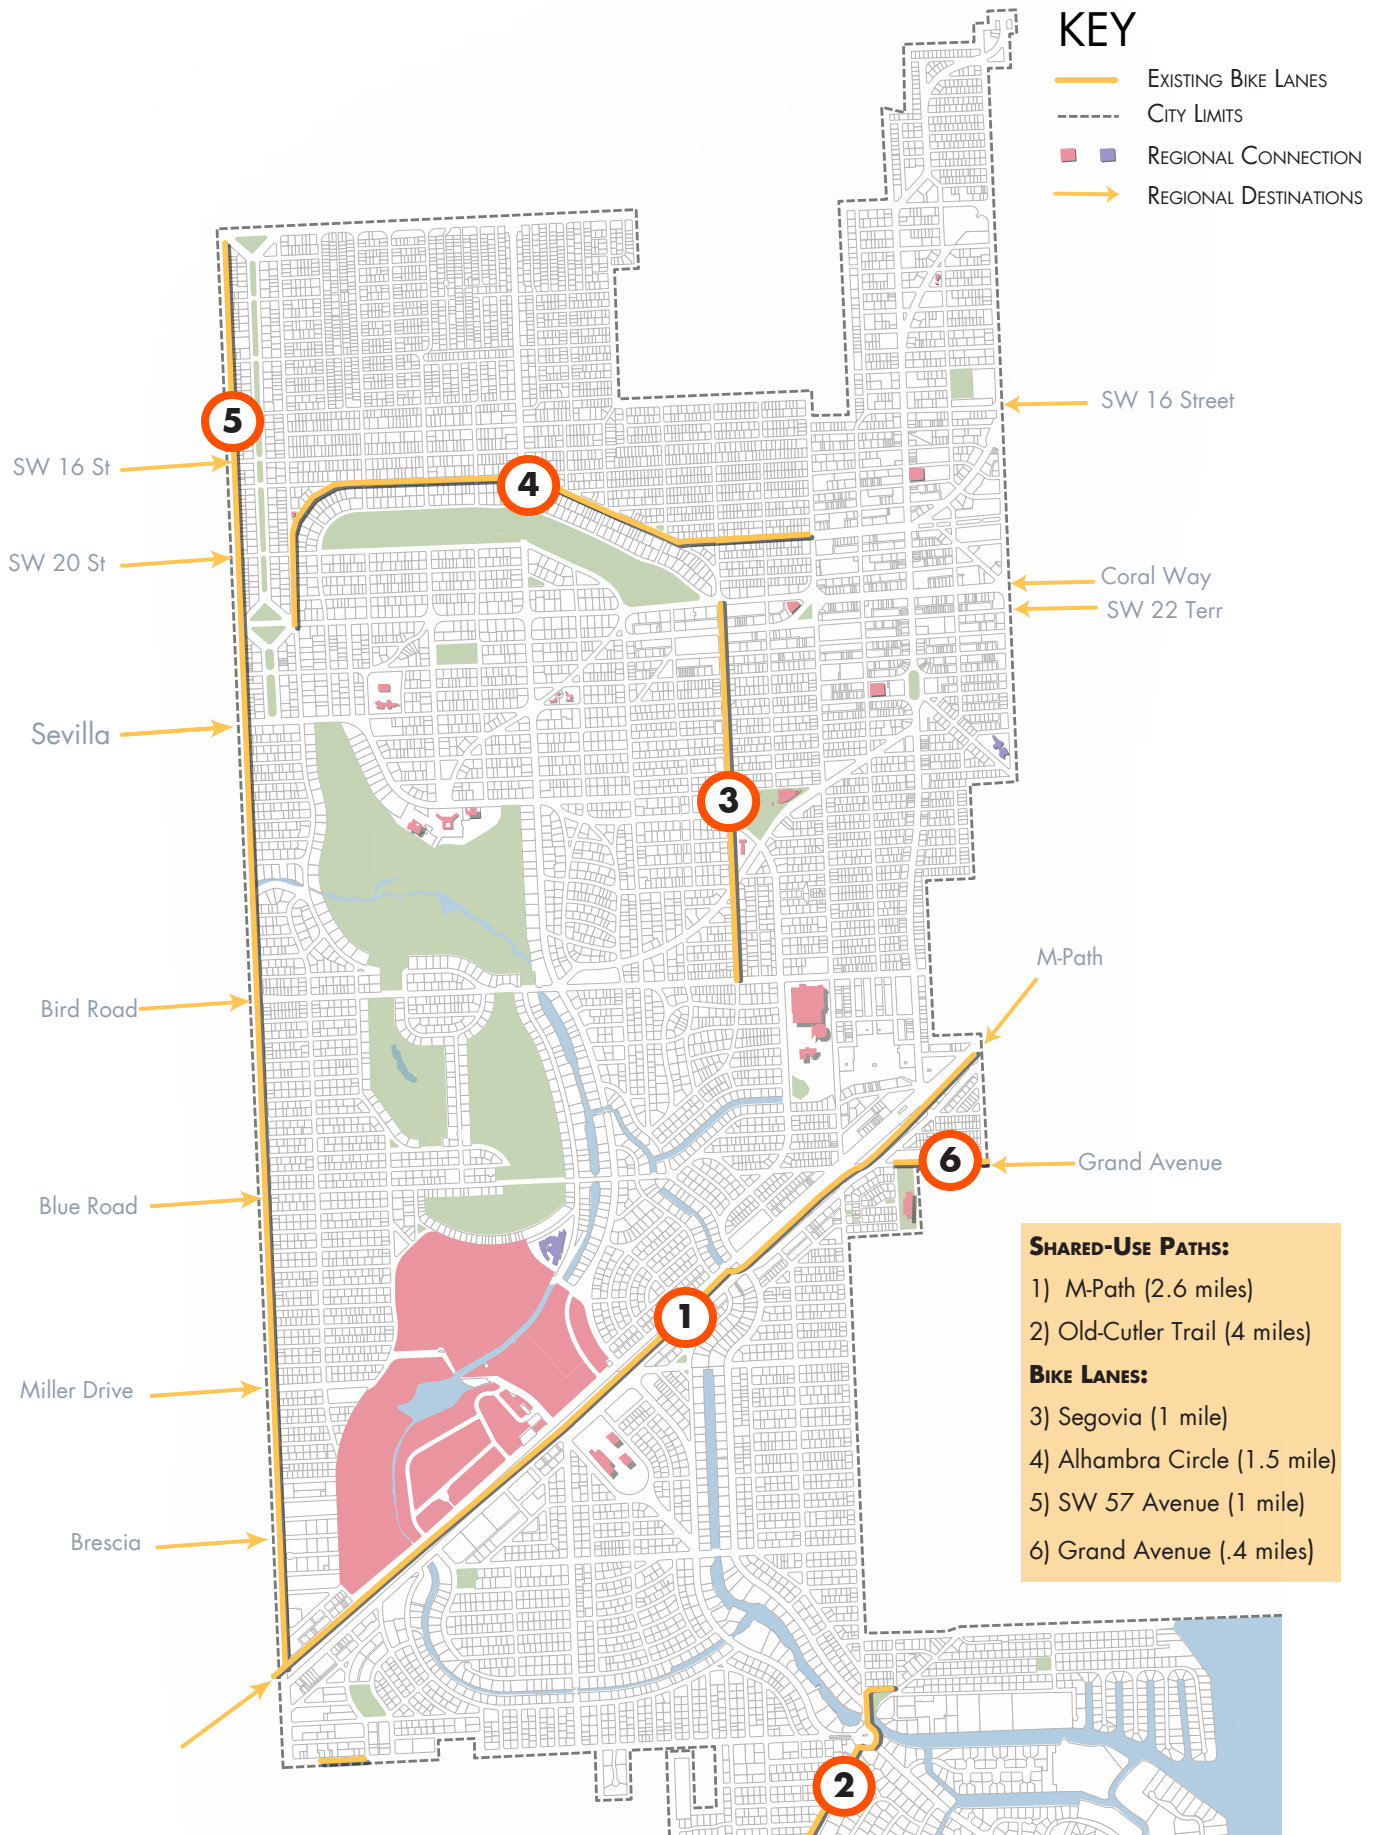 KEY
EXISTING BIKE LANES
CITY LIMITS
REGIONAL CONNECTION
REGIONAL DESTINATIONS
5
4
SW 16 Street
SW 16 St
SW 20 St
Coral Way
SW 22 Terr
Sevilla
3
M-Path
Bird Road
6
Grand Avenue
Blue Road
1
Miller Drive
Brescia
2
SHARED-USE PATHS:
1) M-Path (2.6 miles)
2) Old-Cutler Trail (4 miles)
BIKE LANES:
3) Segovia (1 mile)
4) Alhambra Circle (1.5 mile)
5) SW 57 Avenue (1 mile)
6) Grand Avenue (.4 miles)